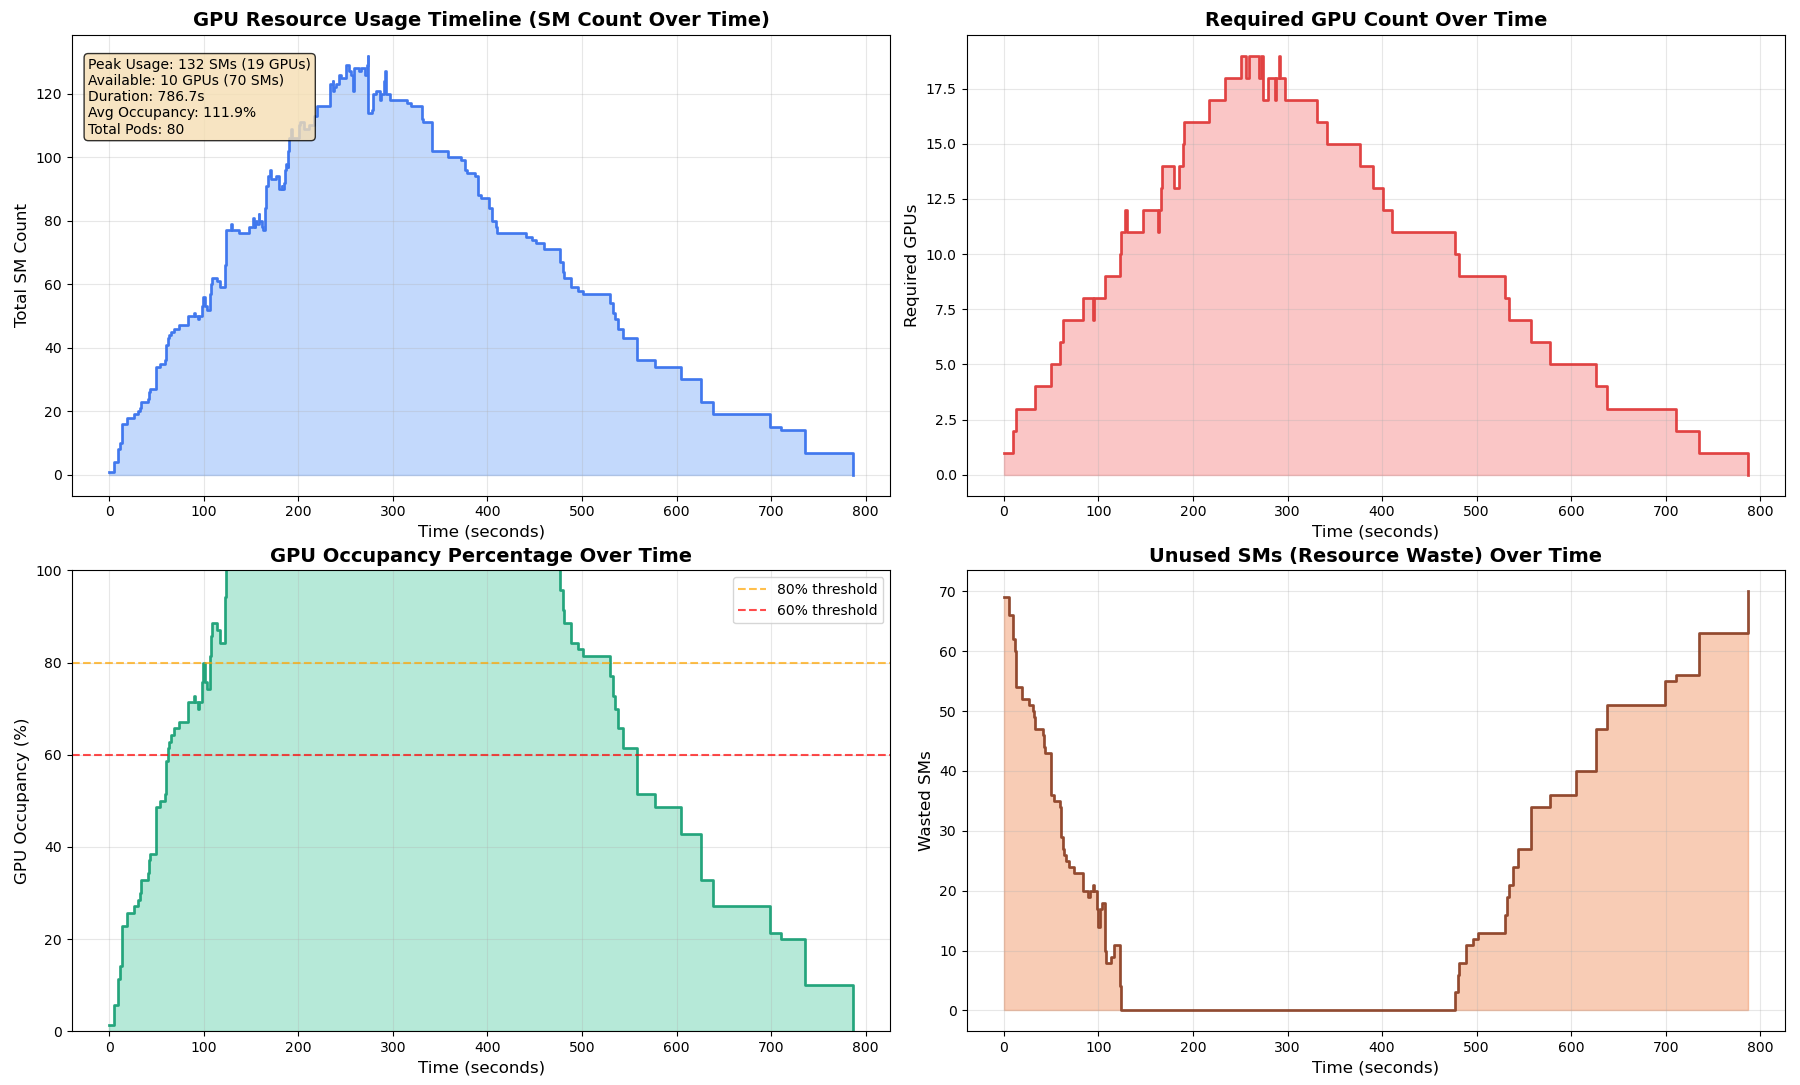 GPU Resource Usage Timeline (SM Count Over Time)
Peak Usage: 132 SMs (19 GPUs)
Available: 10 GPUs (70 SMs)
Duration: 786.7s
Avg Occupancy: 111.9%
Total Pods: 80
Total SM Count
120
100
80
60
40
20
0
0 100 200 300 400 500 600 700 800
Time (seconds)
Required GPU Count Over Time
Required GPUs
17.5
15.0
12.5
10.0
7.5
5.0
2.5
0.0
0 100 200 300 400 500 600 700 800
Time (seconds)
GPU Occupancy Percentage Over Time
80% threshold
60% threshold
GPU Occupancy (%)
100
80
60
40
20
0
0 100 200 300 400 500 600 700 800
Time (seconds)
Unused SMs (Resource Waste) Over Time
Wasted SMs
70
60
50
40
30
20
10
0
0 100 200 300 400 500 600 700 800
Time (seconds)